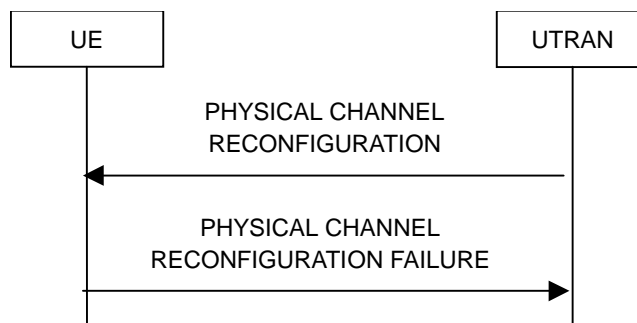 UE
UTRAN
PHYSICAL CHANNEL
RECONFIGURATION
PHYSICAL CHANNEL
RECONFIGURATION FAILURE